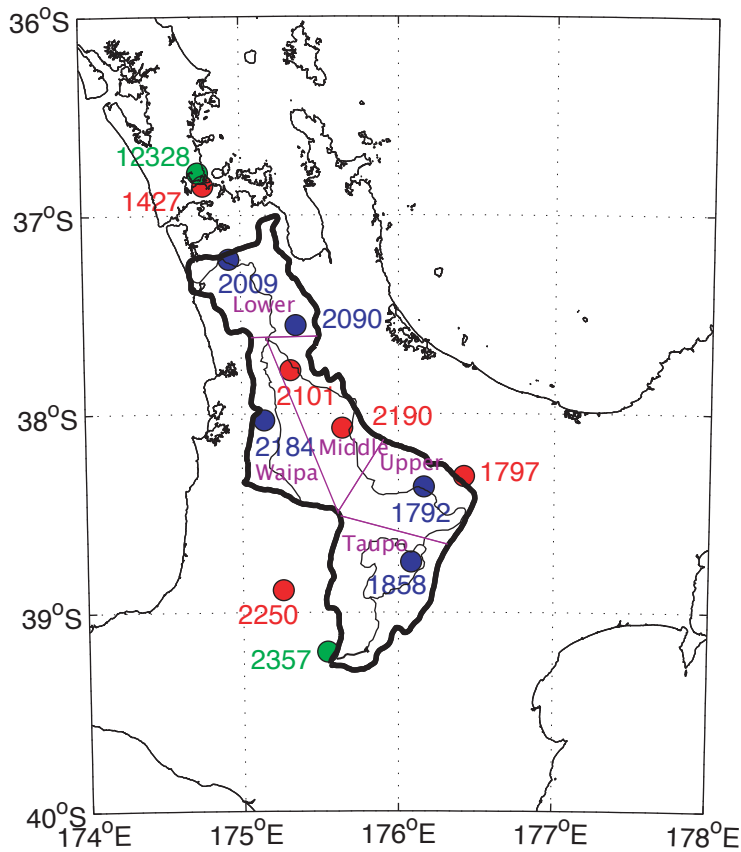 36°S
12328
1427
37°S
2009
Lower
2090
2101
38°S
2190
2184
Middle
Upper
1797
Waipa
1792
Taupo
1858
39°S
2250
2357
40°S
174°E
175°E
176°E
177°E
178°E